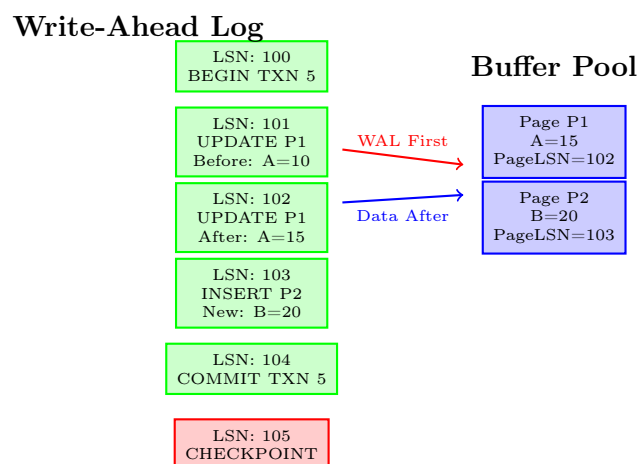 Write-Ahead Log
LSN: 100
BEGIN TXN 5
LSN: 101
UPDATE P1
Before: A=10
LSN: 102
UPDATE P1
After: A=15
LSN: 103
INSERT P2
New: B=20
LSN: 104
COMMIT TXN 5
LSN: 105
CHECKPOINT
WAL First
Data After
Buffer Pool
Page P1
A=15
PageLSN=102
Page P2
B=20
PageLSN=103